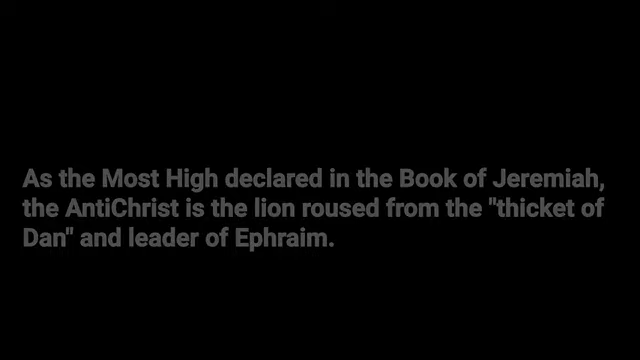 As the Most High declared in the Book of Jeremiah,
the AntiChrist is the lion roused from the "thicket of
Dan" and leader of Ephraim.